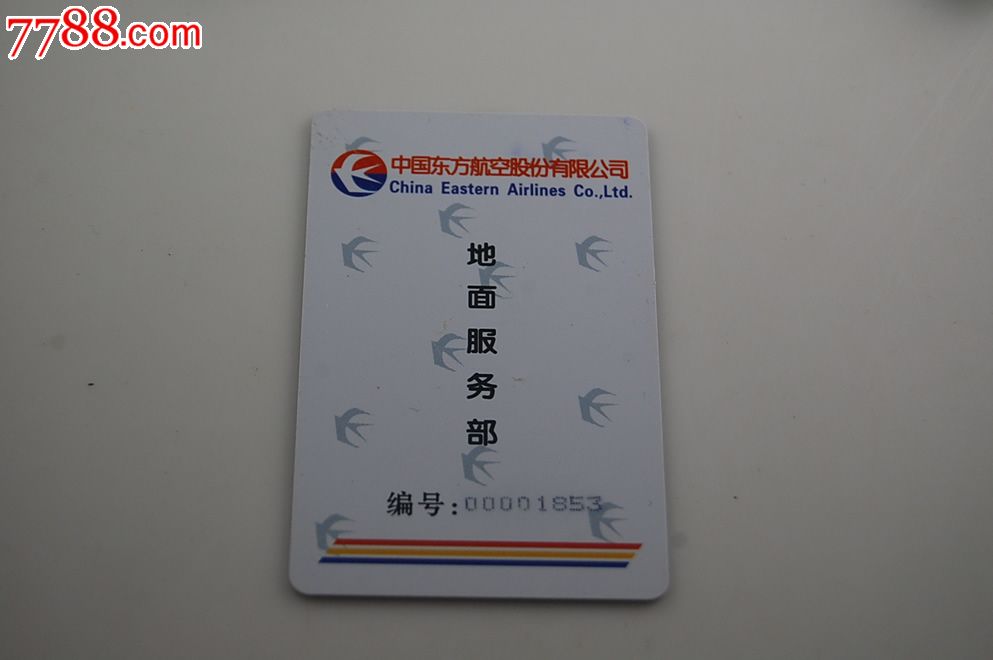 7788.com
中国东方航空股份有限公司
China Eastern Airlines Co.,Ltd.
地面服务部
编号:00001853